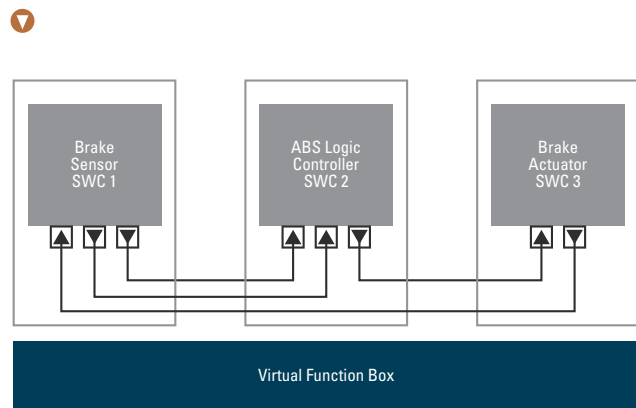 Brake
Sensor
SWC 1
ABS Logic
Controller
SWC 2
Brake
Actuator
SWC 3
Virtual Function Box